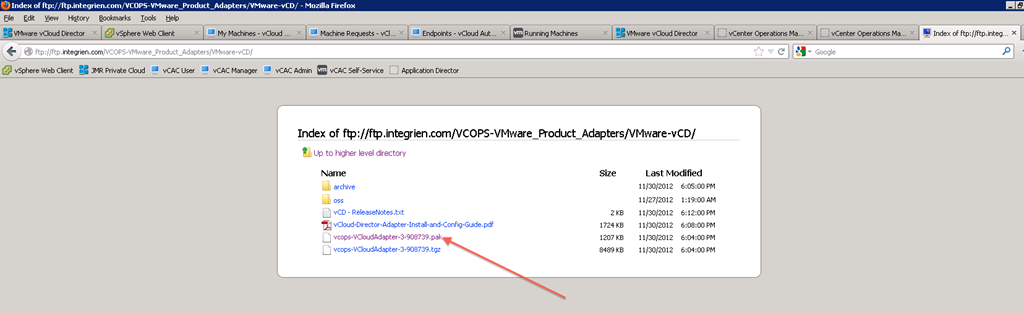 Index of ftp://ftp.integrien.com/VCOPS-VMware_Product_Adapters/VMware-vCD/ - Mozilla Firefox
File Edit View History Bookmarks Tools Help
VMware vCloud Director vSphere Web Client My Machines - vCloud ... Machine Requests - vCl... Endpoints - vCloud Aut... Running Machines VMware vCloud Director vCenter Operations Ma... vCenter Operations Ma... Index of ftp://ftp.integ...
ftp://ftp.integrien.com/VCOPS-VMware_Product_Adapters/VMware-vCD/ Google
vSphere Web Client JMR Private Cloud vCAC User vCAC Manager vCAC Admin vCAC Self-Service Application Director
Index of ftp://ftp.integrien.com/VCOPS-VMware_Product_Adapters/VMware-vCD/
Up to higher level directory
Name Size Last Modified
archive 11/30/2012 6:05:00 PM
oss 11/27/2012 1:19:00 AM
vCD - ReleaseNotes.txt 2 KB 11/30/2012 6:12:00 PM
vCloud-Director-Adapter-Install-and-Config-Guide.pdf 1724 KB 11/30/2012 6:08:00 PM
vcops-VCloudAdapter-3-908739.pak 1207 KB 11/30/2012 6:04:00 PM
vcops-VCloudAdapter-3-908739.tgz 8489 KB 11/30/2012 6:04:00 PM